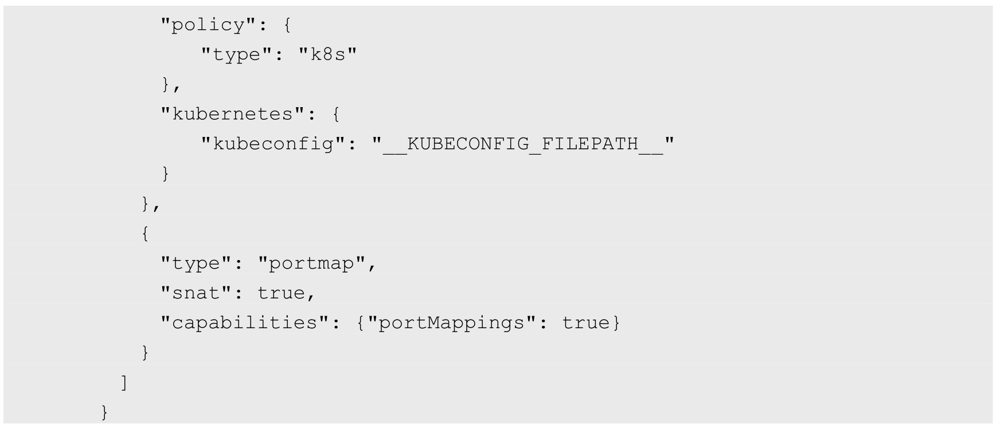 "policy": {
"type": "k8s"
},
"kubernetes": {
"kubeconfig": "__KUBECONFIG_FILEPATH__"
}
},
{
"type": "portmap",
"snat": true,
"capabilities": {"portMappings": true}
}
]
}